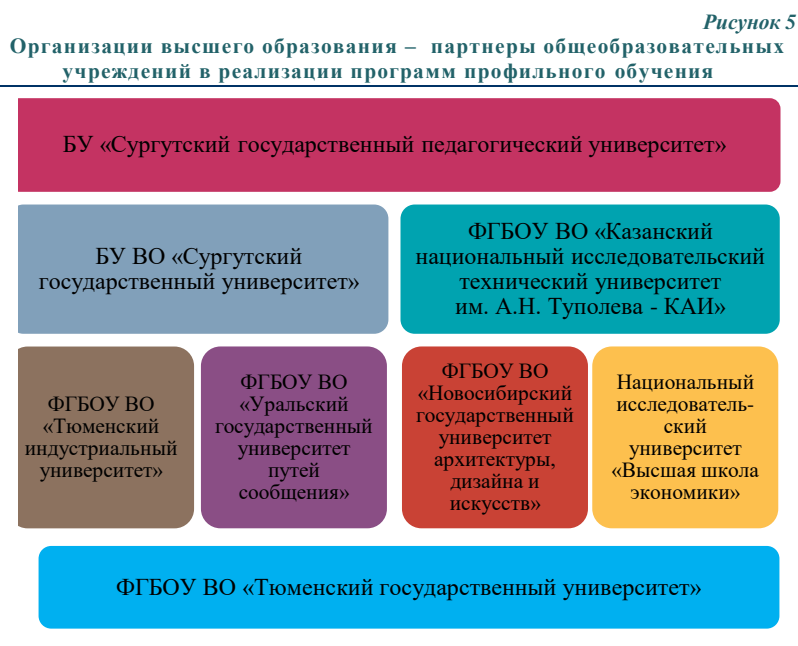 Рисунок 5
Организации высшего образования – партнеры общеобразовательных
учреждений в реализации программ профильного обучения
БУ «Сургутский государственный педагогический университет»
БУ ВО «Сургутский
государственный университет»
ФГБОУ ВО «Казанский
национальный исследовательский
технический университет
им. А.Н. Туполева - КАИ»
ФГБОУ ВО
«Тюменский
индустриальный
университет»
ФГБОУ ВО
«Уральский
государственный
университет
путей
сообщения»
ФГБОУ ВО
«Новосибирский
государственный
университет
архитектуры,
дизайна и
искусств»
Национальный
исследователь-
ский
университет
«Высшая школа
экономики»
ФГБОУ ВО «Тюменский государственный университет»